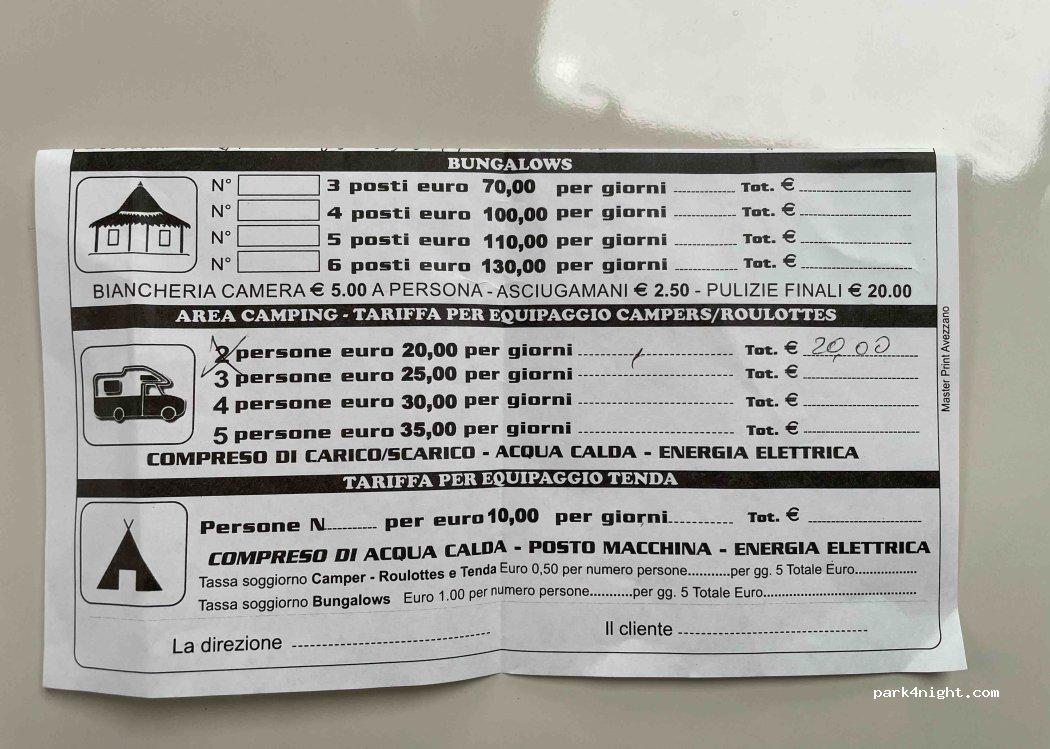 BUNGALOWS
N° 3 posti euro 70,00 per giorni Tot. €
N° 4 posti euro 100,00 per giorni Tot. €
N° 5 posti euro 110,00 per giorni Tot. €
N° 6 posti euro 130,00 per giorni Tot. €
BIANCHERIA CAMERA € 5.00 A PERSONA - ASCIUGAMANI € 2.50 - PULIZIE FINALI € 20.00
AREA CAMPING - TARIFFA PER EQUIPAGGIO CAMPERS/ROULOTTES
2 persone euro 20,00 per giorni 1 Tot. € 20,00
3 persone euro 25,00 per giorni Tot. €
4 persone euro 30,00 per giorni Tot. €
5 persone euro 35,00 per giorni Tot. €
COMPRESO DI CARICO/SCARICO - ACQUA CALDA - ENERGIA ELETTRICA
TARIFFA PER EQUIPAGGIO TENDA
Persone N. per euro 10,00 per giorni Tot. €
COMPRESO DI ACQUA CALDA - POSTO MACCHINA - ENERGIA ELETTRICA
Tassa soggiorno Camper - Roulottes e Tenda Euro 0,50 per numero persone..........per gg. 5 Totale Euro...............
Tassa soggiorno Bungalows Euro 1.00 per numero persone..........per gg. 5 Totale Euro...............
La direzione Il cliente
Master Print Avezzano
park4night.com